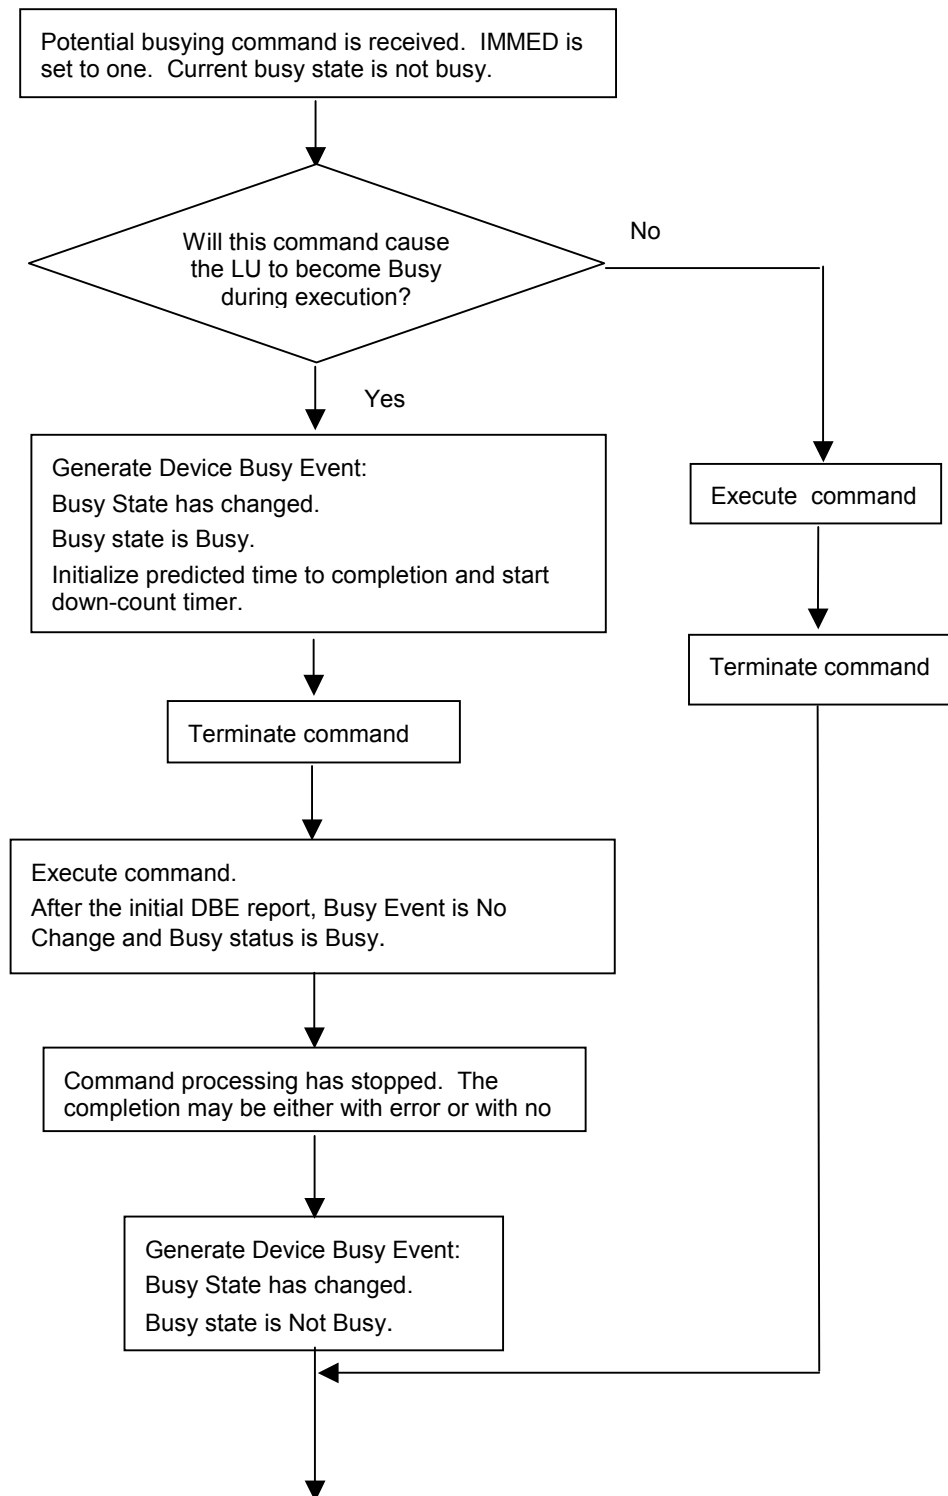 Potential busying command is received.  IMMED is
set to one.  Current busy state is not busy.
Will this command cause
the LU to become Busy
during execution?
No
Yes
Generate Device Busy Event:
Busy State has changed.
Busy state is Busy.
Initialize predicted time to completion and start
down-count timer.
Execute  command
Terminate command
Terminate command
Execute command.
After the initial DBE report, Busy Event is No
Change and Busy status is Busy.
Command processing has stopped.  The
completion may be either with error or with no
Generate Device Busy Event:
Busy State has changed.
Busy state is Not Busy.